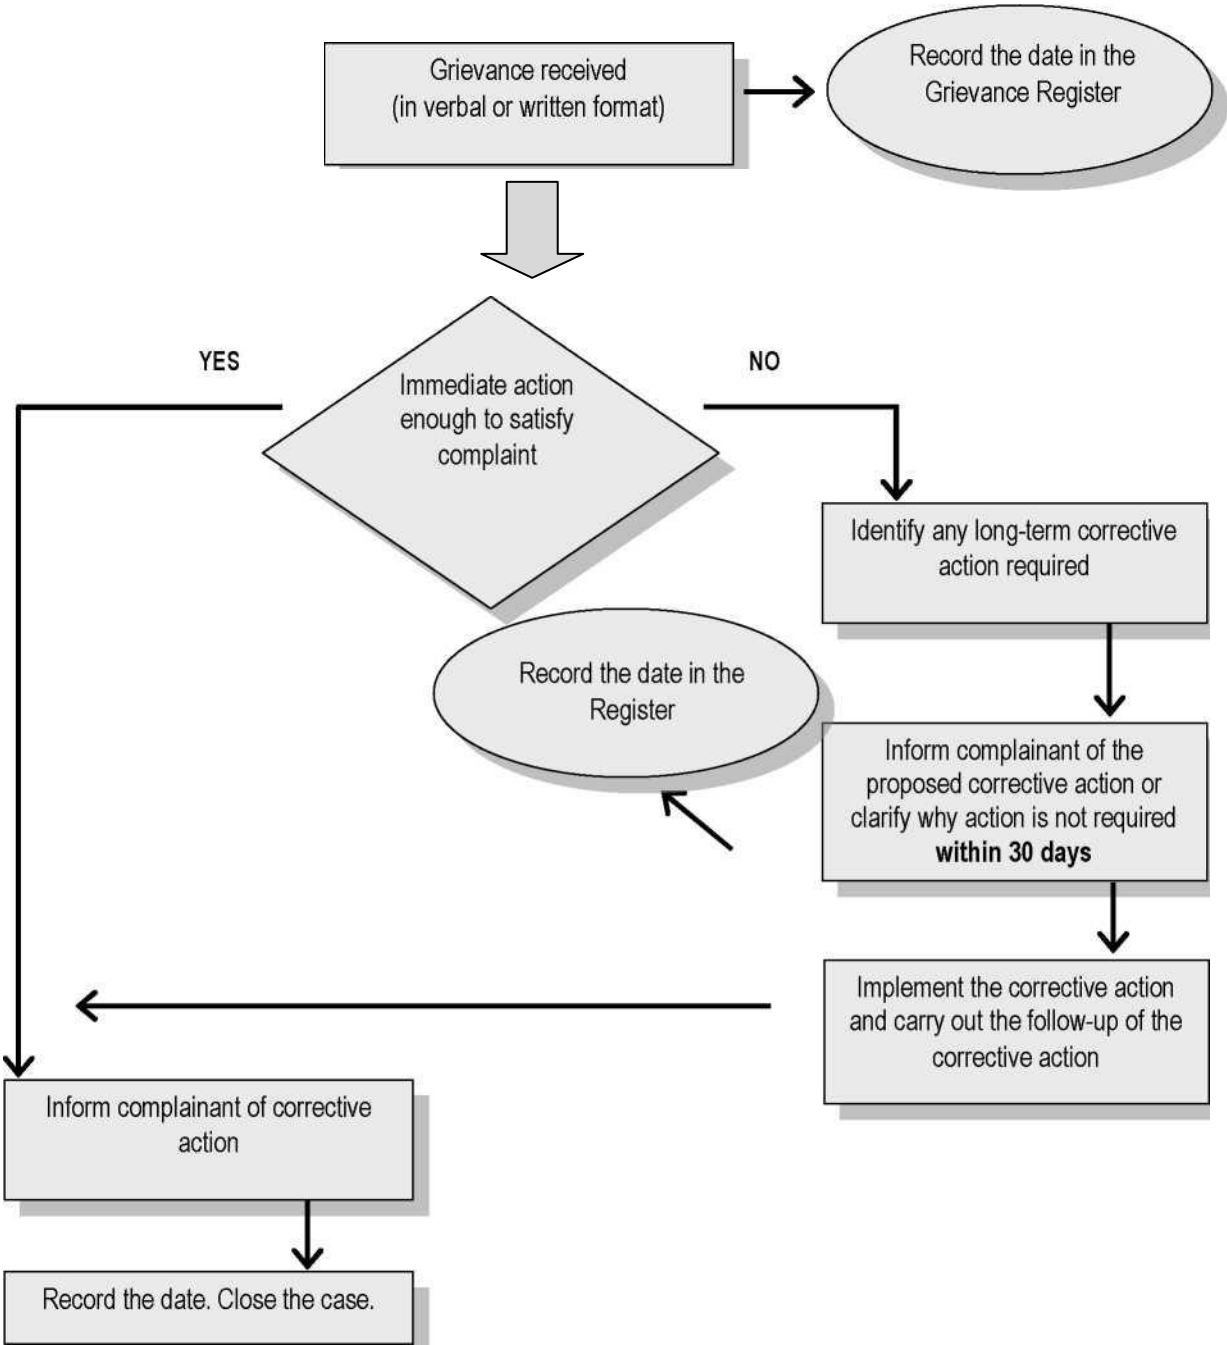 Grievance received
(in verbal or written format)
Record the date in the
Grievance Register
YES
NO
Immediate action
enough to satisfy
complaint
Identify any long-term corrective
action required
Record the date in the
Register
Inform complainant of the
proposed corrective action or
clarify why action is not required
within 30 days
Implement the corrective action
and carry out the follow-up of the
corrective action
Inform complainant of corrective
action
Record the date. Close the case.